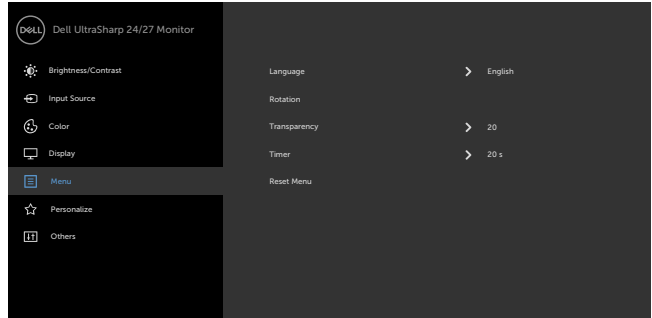 DELL Dell UltraSharp 24/27 Monitor
Brightness/Contrast
Language English
Input Source
Rotation
Color
Transparency 20
Display
Timer 20 s
Menu
Reset Menu
Personalize
Others